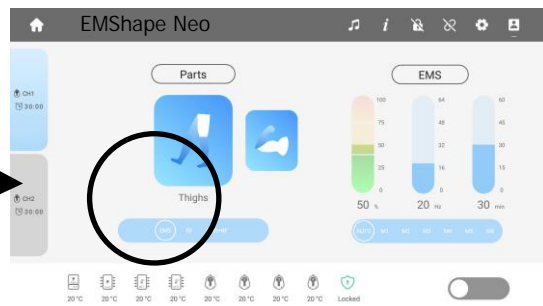 EMShape Neo
i
Parts
EMS
CH1
30:00
100
64
60
75
48
45
50
32
30
25
16
15
0
0
0
CH2
30:00
Thighs
50 %
20 Hz
30 min
EMS
RF
AUTO M1 M2 M3 M4 M5 M6
20°C 20°C 20°C 20°C 20°C 20°C 20°C 20°C Locked